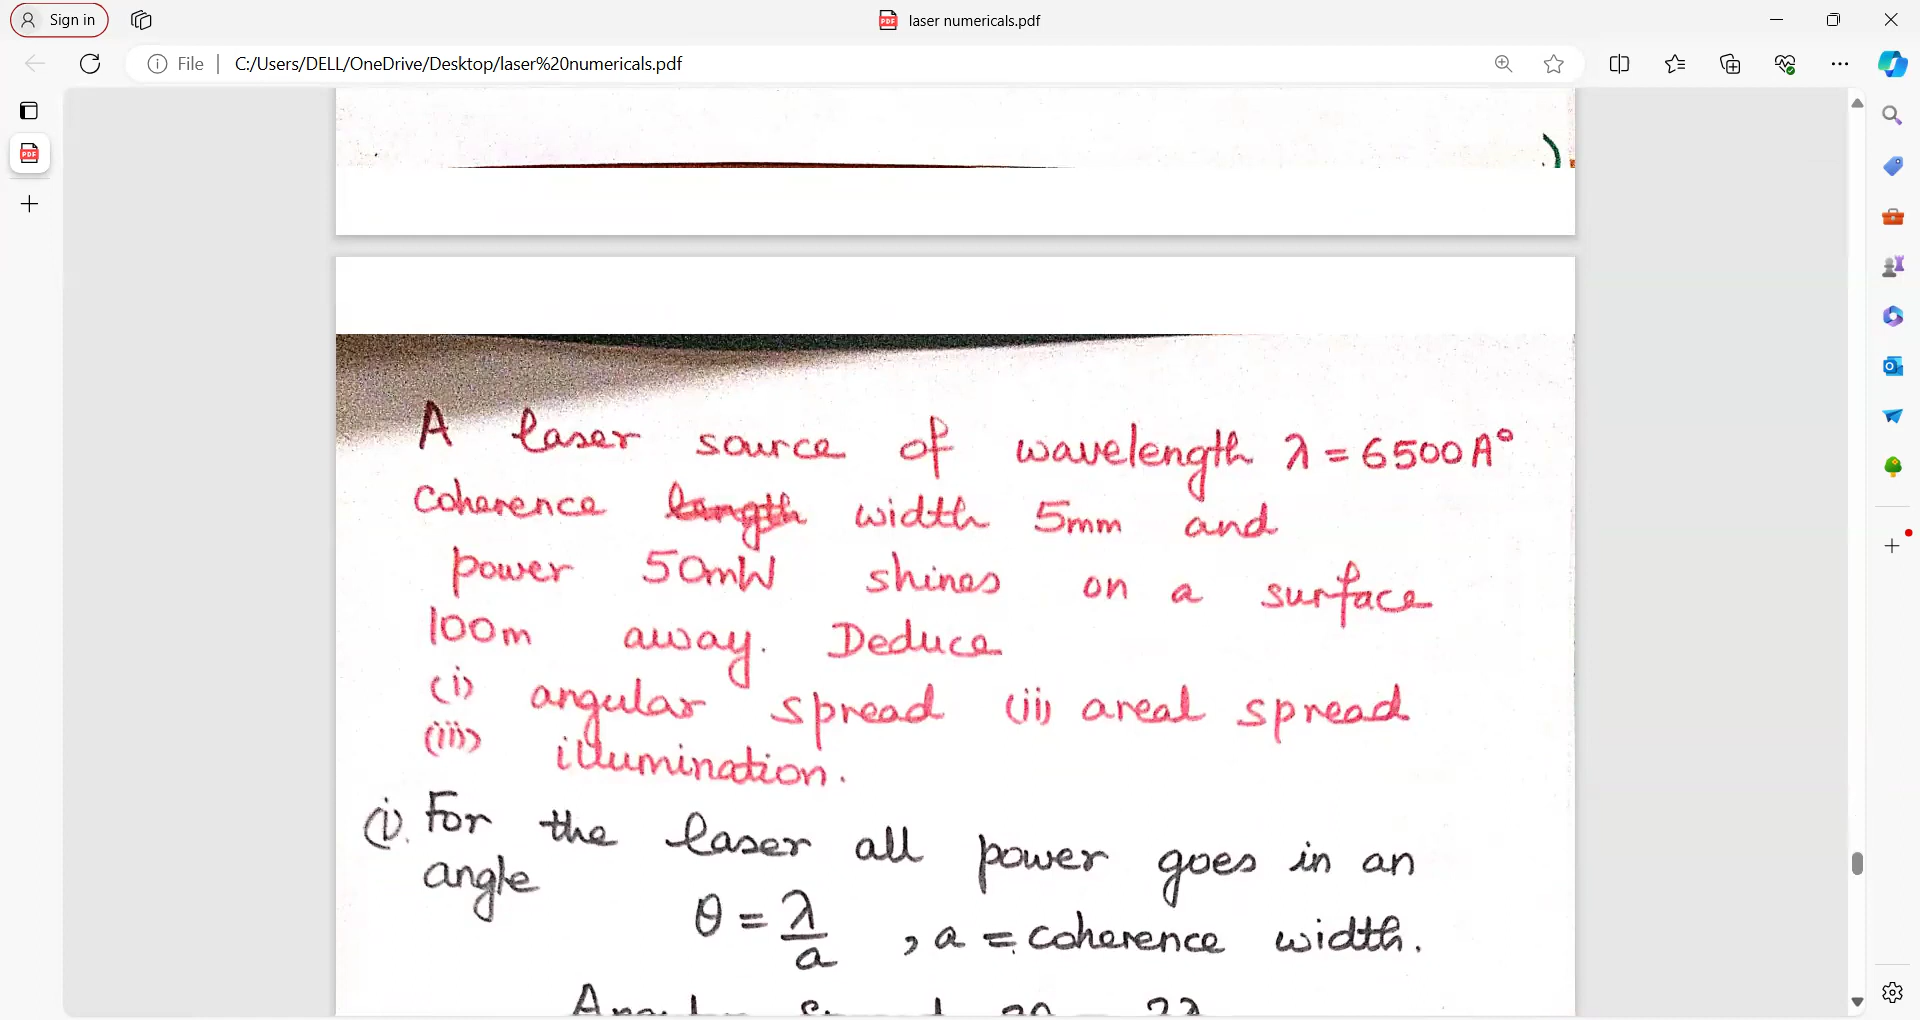 Sign in
laser numericals.pdf
File
C:/Users/DELL/OneDrive/Desktop/laser%20numericals.pdf
A laser source of wavelength λ = 6500 A°
coherence length width 5mm and
power 50mW shines on a surface
100m away. Deduce
(i) angular spread (ii) areal spread
(iii) illumination.
(i). For the laser all power goes in an
angle
θ = λ/a , a = coherence width.